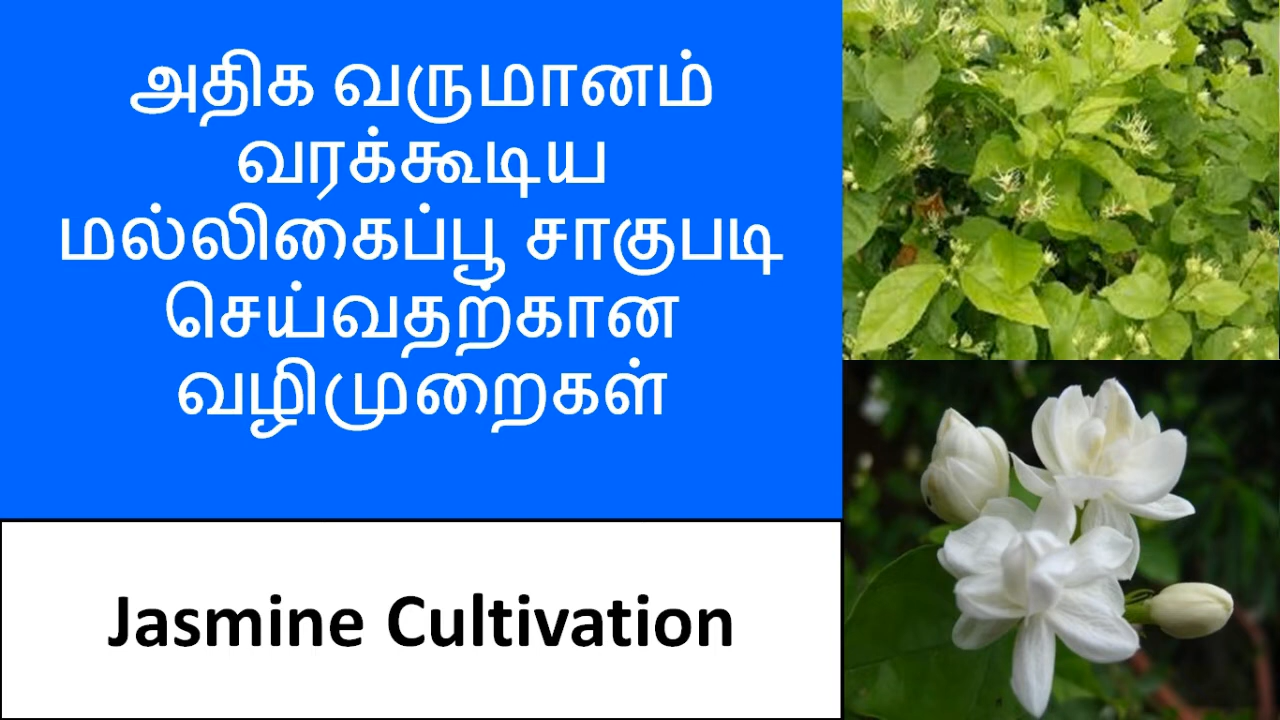 அதிக வருமானம்
வரக்கூடிய
மல்லிகைப்பூ சாகுபடி
செய்வதற்கான
வழிமுறைகள்
Jasmine Cultivation